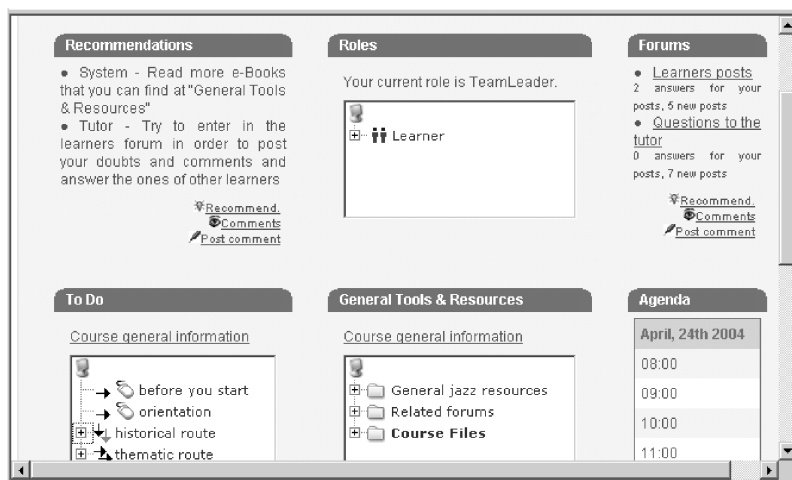 Recommendations
● System - Read more e-Books
that you can find at "General Tools
& Resources"
● Tutor - Try to enter in the
learners forum in order to post
your doubts and comments and
answer the ones of other learners
Recommend.
Comments
Post comment
Roles
Your current role is TeamLeader.
Learner
Forums
● Learners posts
2 answers for your
posts, 5 new posts
● Questions to the
tutor
0 answers for your
posts, 7 new posts
Recommend.
Comments
Post comment
To Do
Course general information
before you start
orientation
historical route
thematic route
General Tools & Resources
Course general information
General jazz resources
Related forums
Course Files
Agenda
April, 24th 2004
08:00
09:00
10:00
11:00